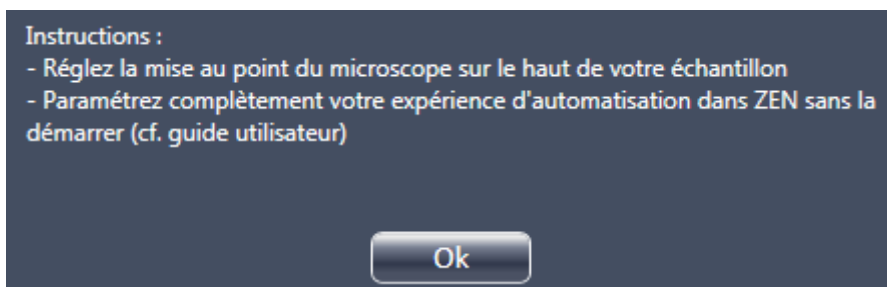 Instructions :
- Réglez la mise au point du microscope sur le haut de votre échantillon
- Paramétrez complètement votre expérience d'automatisation dans ZEN sans la
démarrer (cf. guide utilisateur)
Ok